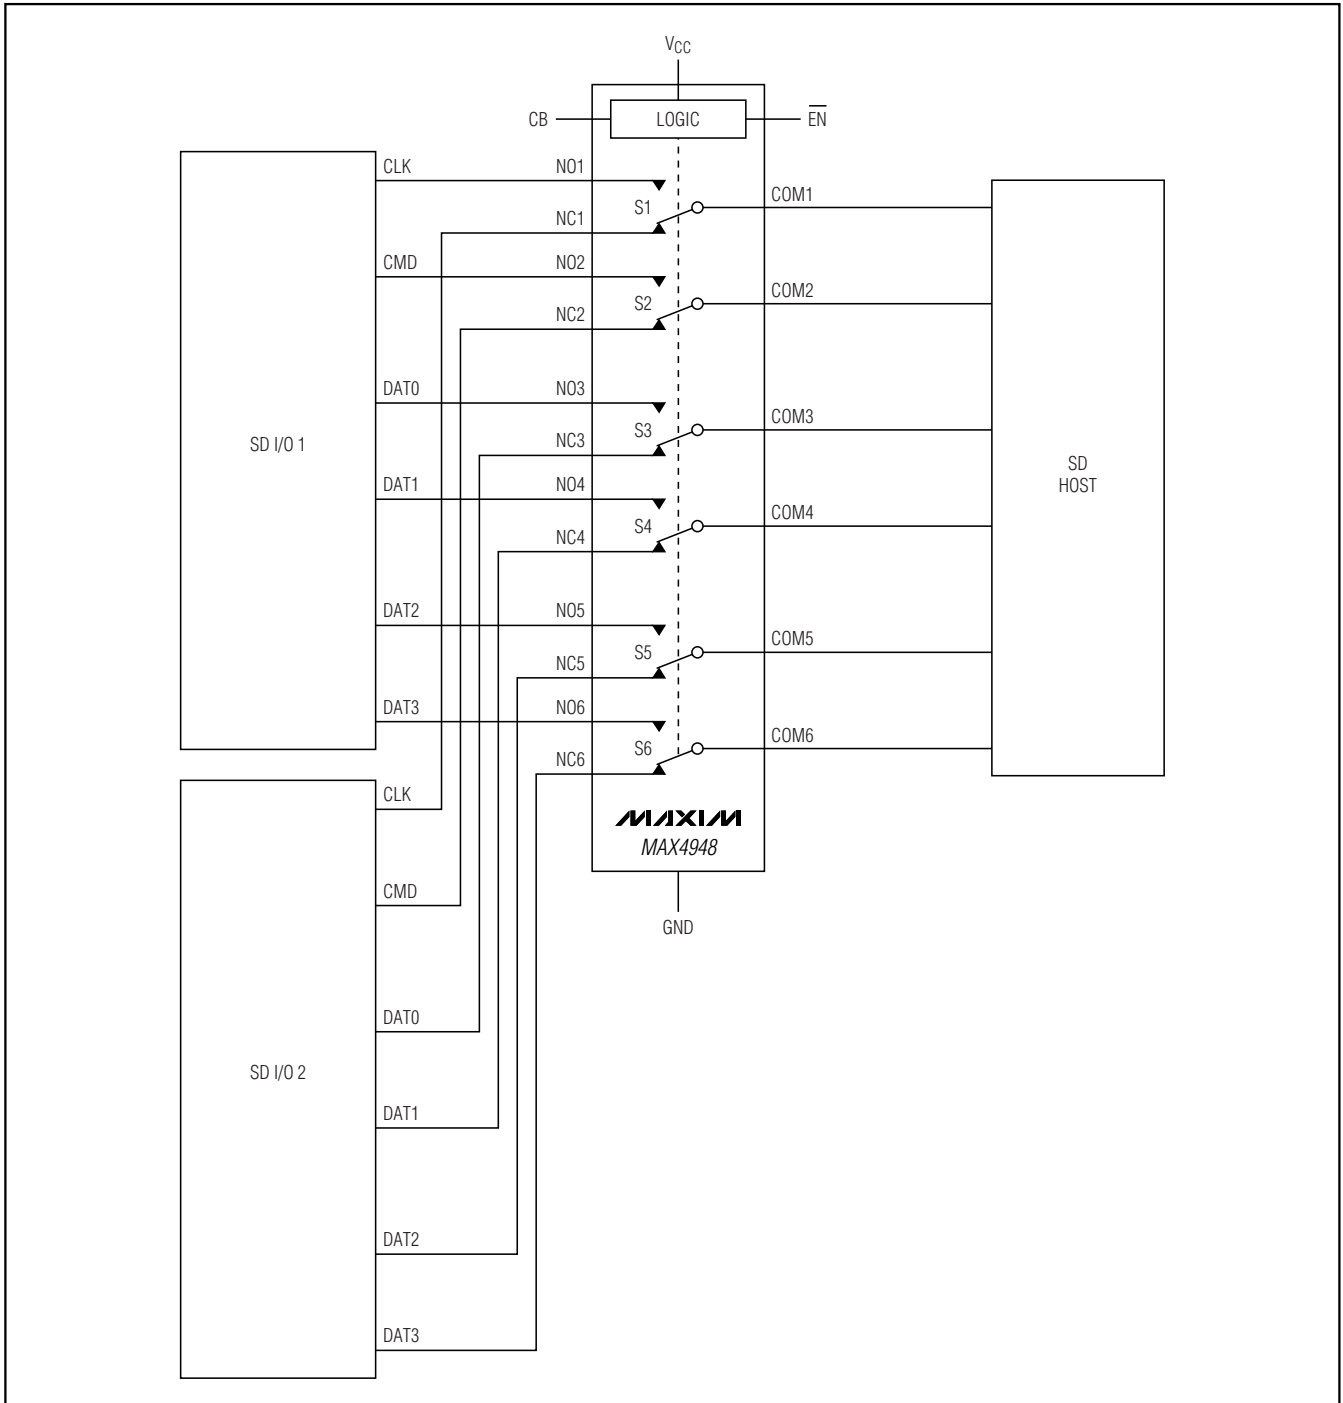 VCC
CB LOGIC EN
CLK NO1
S1 COM1
NC1
CMD NO2
S2 COM2
NC2
DAT0 NO3
S3 COM3
SD I/O 1 NC3
SD
HOST
DAT1 NO4
S4 COM4
NC4
DAT2 NO5
S5 COM5
NC5
DAT3 NO6
S6 COM6
NC6
CLK
MAXIM
MAX4948
CMD
GND
DAT0
SD I/O 2
DAT1
DAT2
DAT3